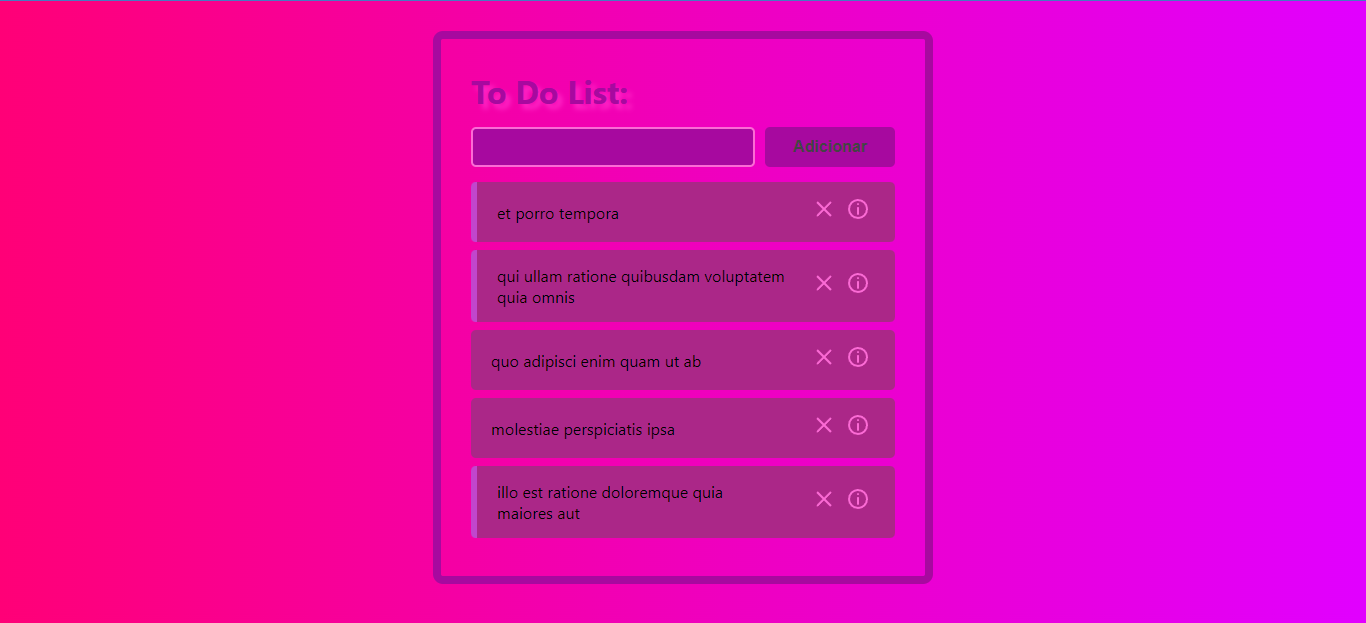 To Do List:
Adicionar
et porro tempora
qui ullam ratione quibusdam voluptatem
quia omnis
quo adipisci enim quam ut ab
molestiae perspiciatis ipsa
illo est ratione doloremque quia
maiores aut